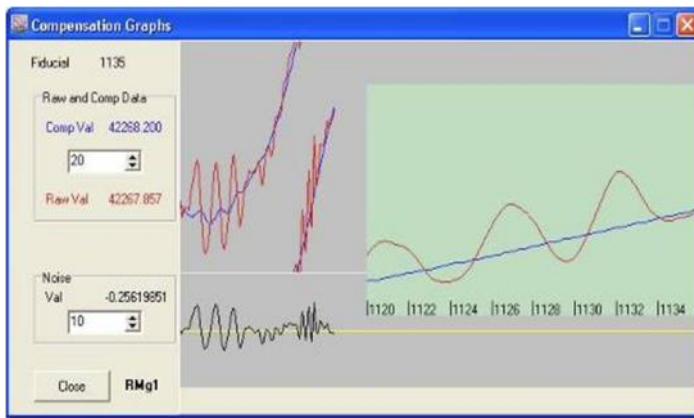 Compensation Graphs
Fiducial 1135
Raw and Comp Data
Comp Val 42268.200
20
Raw Val 42267.857
Noise
Val -0.25619851
10
Close RMg1
|1120 |1122 |1124 |1126 |1128 |1130 |1132 |1134